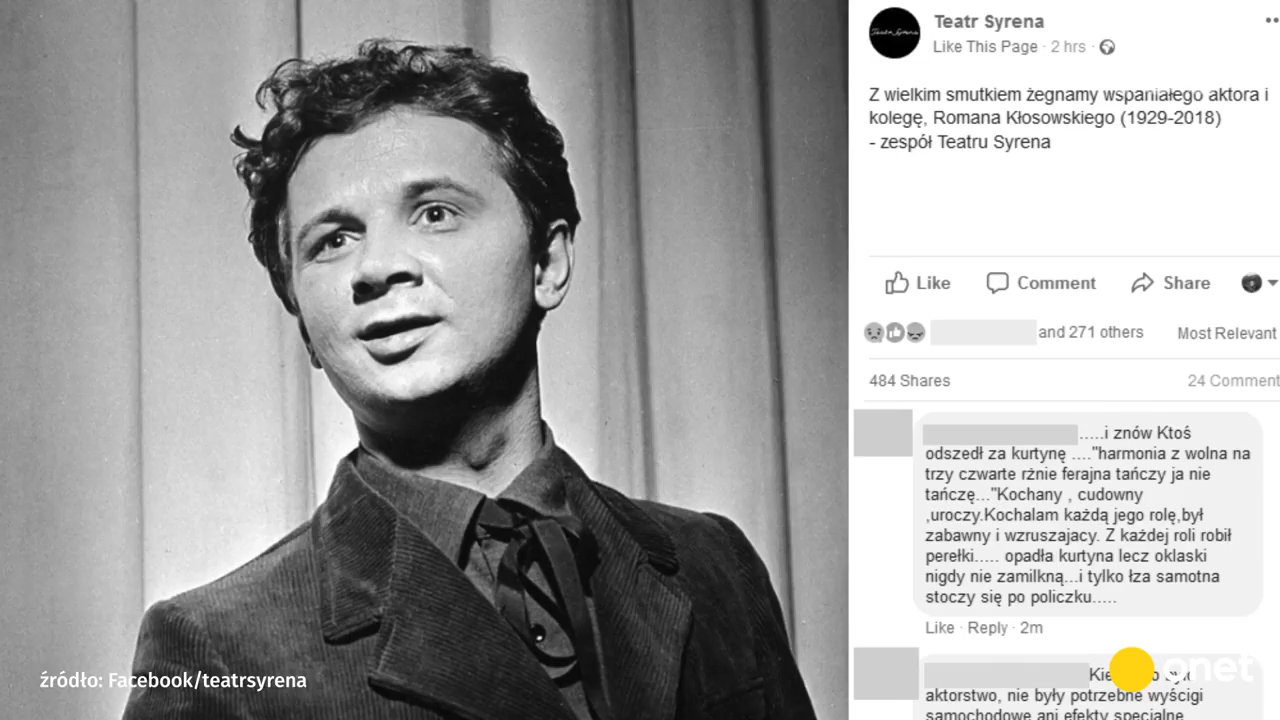 Teatr Syrena
Like This Page · 2 hrs ·
Z wielkim smutkiem żegnamy wspaniałego aktora i
kolegę, Romana Kłosowskiego (1929-2018)
- zespół Teatru Syrena
Like Comment Share
and 271 others Most Relevant
484 Shares 24 Comment
.....i znów Ktoś
odszedł za kurtynę ...."harmonia z wolna na
trzy czwarte rżnie ferajna tańczy ja nie
tańczę..."Kochany , cudowny
,uroczy.Kochalam każdą jego rolę,był
zabawny i wzruszajacy. Z każdej roli robił
perełki..... opadła kurtyna lecz oklaski
nigdy nie zamilkną...i tylko łza samotna
stoczy się po policzku.....
Like · Reply · 2m
onet
aktorstwo, nie były potrzebne wyścigi
samochodowe ani efekty specjalne
źródło: Facebook/teatrsyrena